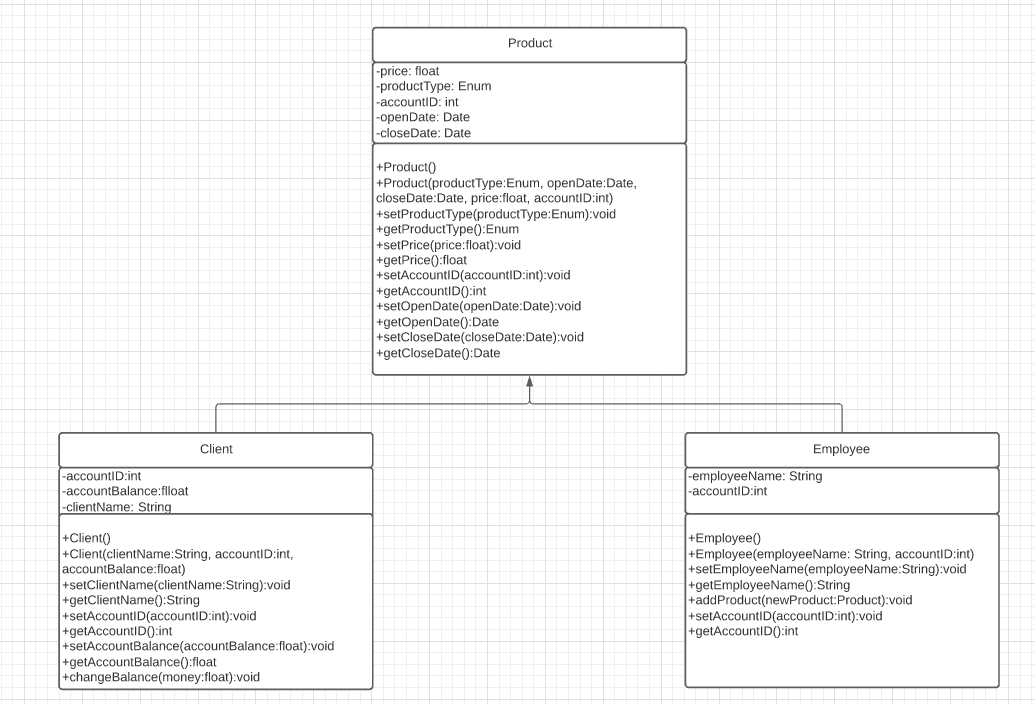 Product
-price: float
-productType: Enum
-accountID: int
-openDate: Date
-closeDate: Date
+Product()
+Product(productType:Enum, openDate:Date,
closeDate:Date, price:float, accountID:int)
+setProductType(productType:Enum):void
+getProductType():Enum
+setPrice(price:float):void
+getPrice():float
+setAccountID(accountID:int):void
+getAccountID():int
+setOpenDate(openDate:Date):void
+getOpenDate():Date
+setCloseDate(closeDate:Date):void
+getCloseDate():Date
Client
-accountID:int
-accountBalance:flloat
-clientName: String
+Client()
+Client(clientName:String, accountID:int,
accountBalance:float)
+setClientName(clientName:String):void
+getClientName():String
+setAccountID(accountID:int):void
+getAccountID():int
+setAccountBalance(accountBalance:float):void
+getAccountBalance():float
+changeBalance(money:float):void
Employee
-employeeName: String
-accountID:int
+Employee()
+Employee(employeeName: String, accountID:int)
+setEmployeeName(employeeName:String):void
+getEmployeeName():String
+addProduct(newProduct:Product):void
+setAccountID(accountID:int):void
+getAccountID():int